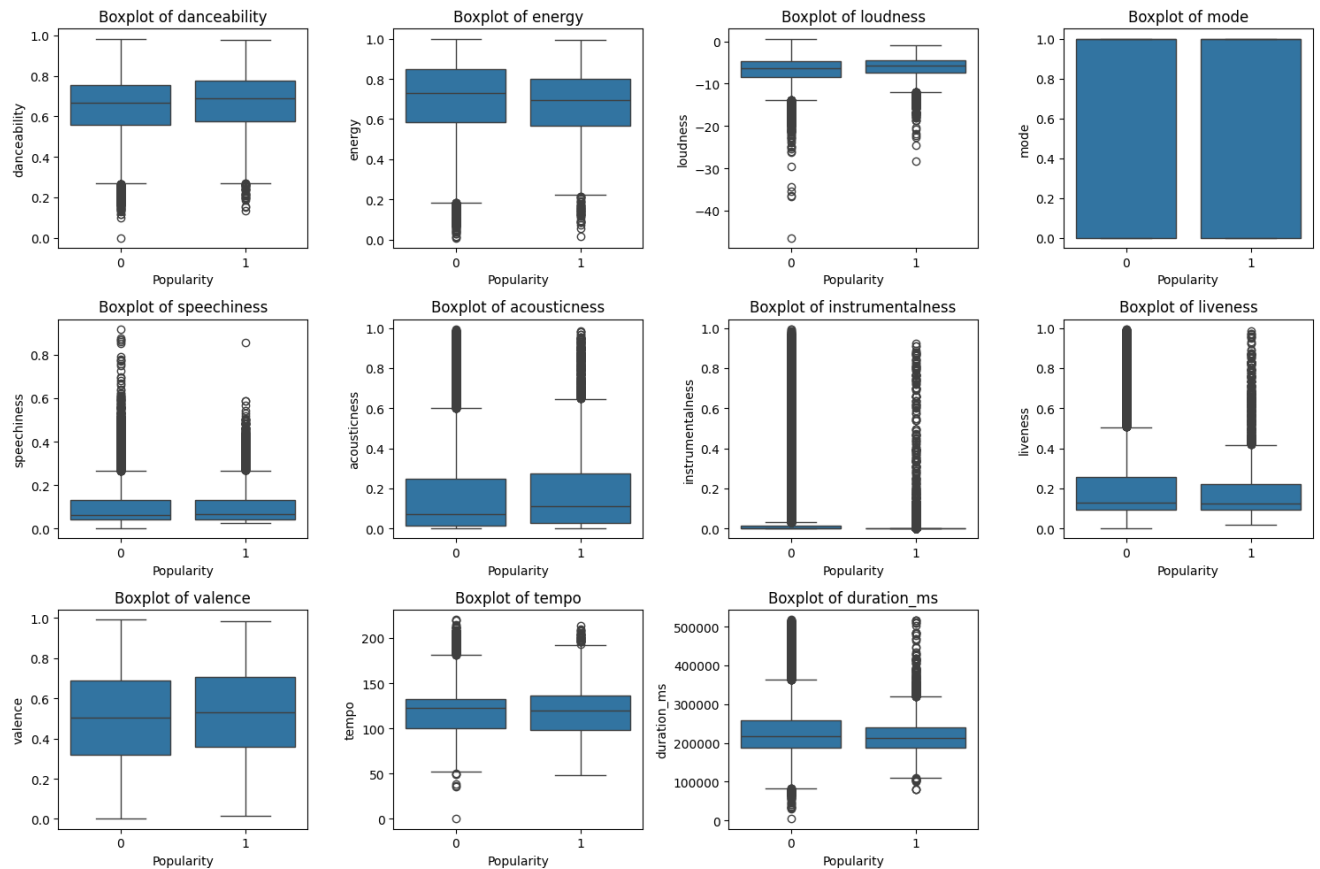 Boxplot of danceability
danceability
1.0
0.8
0.6
0.4
0.2
0.0
0
1
Popularity
Boxplot of energy
energy
1.0
0.8
0.6
0.4
0.2
0.0
0
1
Popularity
Boxplot of loudness
loudness
0
−10
−20
−30
−40
0
1
Popularity
Boxplot of mode
mode
1.0
0.8
0.6
0.4
0.2
0.0
0
1
Popularity
Boxplot of speechiness
speechiness
0.8
0.6
0.4
0.2
0.0
0
1
Popularity
Boxplot of acousticness
acousticness
1.0
0.8
0.6
0.4
0.2
0.0
0
1
Popularity
Boxplot of instrumentalness
instrumentalness
1.0
0.8
0.6
0.4
0.2
0.0
0
1
Popularity
Boxplot of liveness
liveness
1.0
0.8
0.6
0.4
0.2
0.0
0
1
Popularity
Boxplot of valence
valence
1.0
0.8
0.6
0.4
0.2
0.0
0
1
Popularity
Boxplot of tempo
tempo
200
150
100
50
0
0
1
Popularity
Boxplot of duration_ms
duration_ms
500000
400000
300000
200000
100000
0
0
1
Popularity